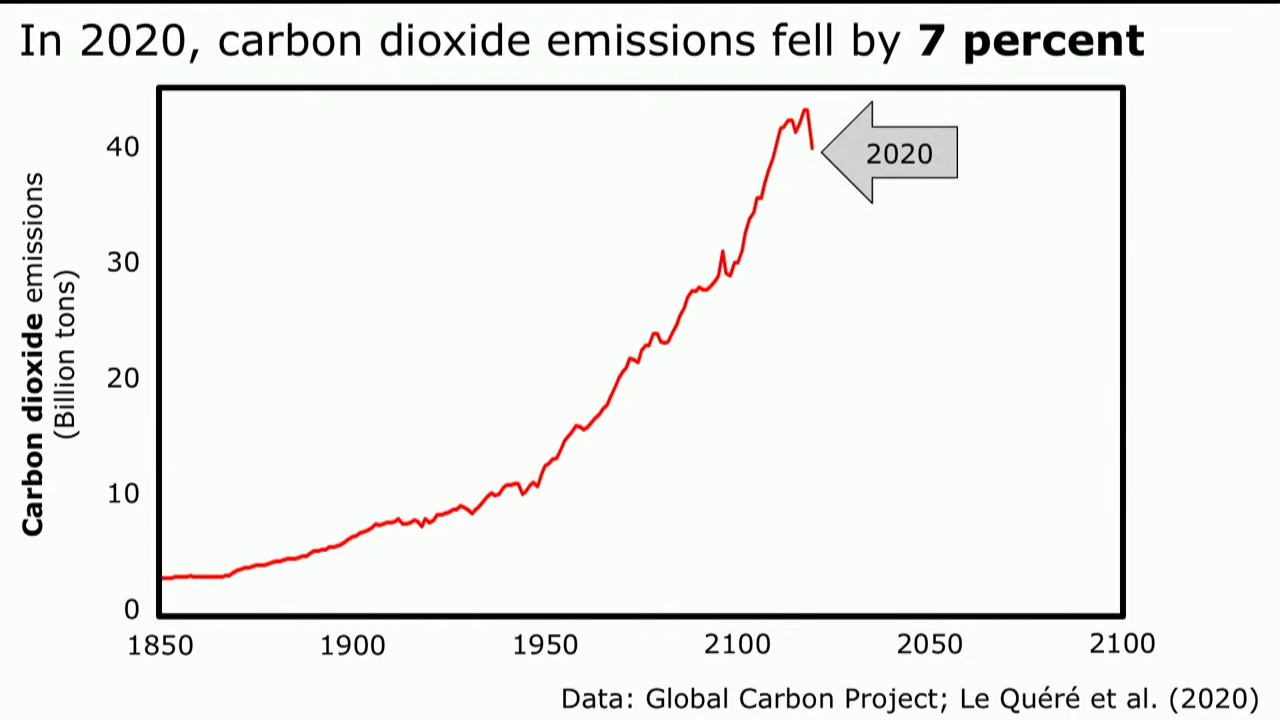 In 2020, carbon dioxide emissions fell by 7 percent
Carbon dioxide emissions
(Billion tons)
40
30
20
10
0
2020
1850 1900 1950 2100 2050 2100
Data: Global Carbon Project; Le Quéré et al. (2020)